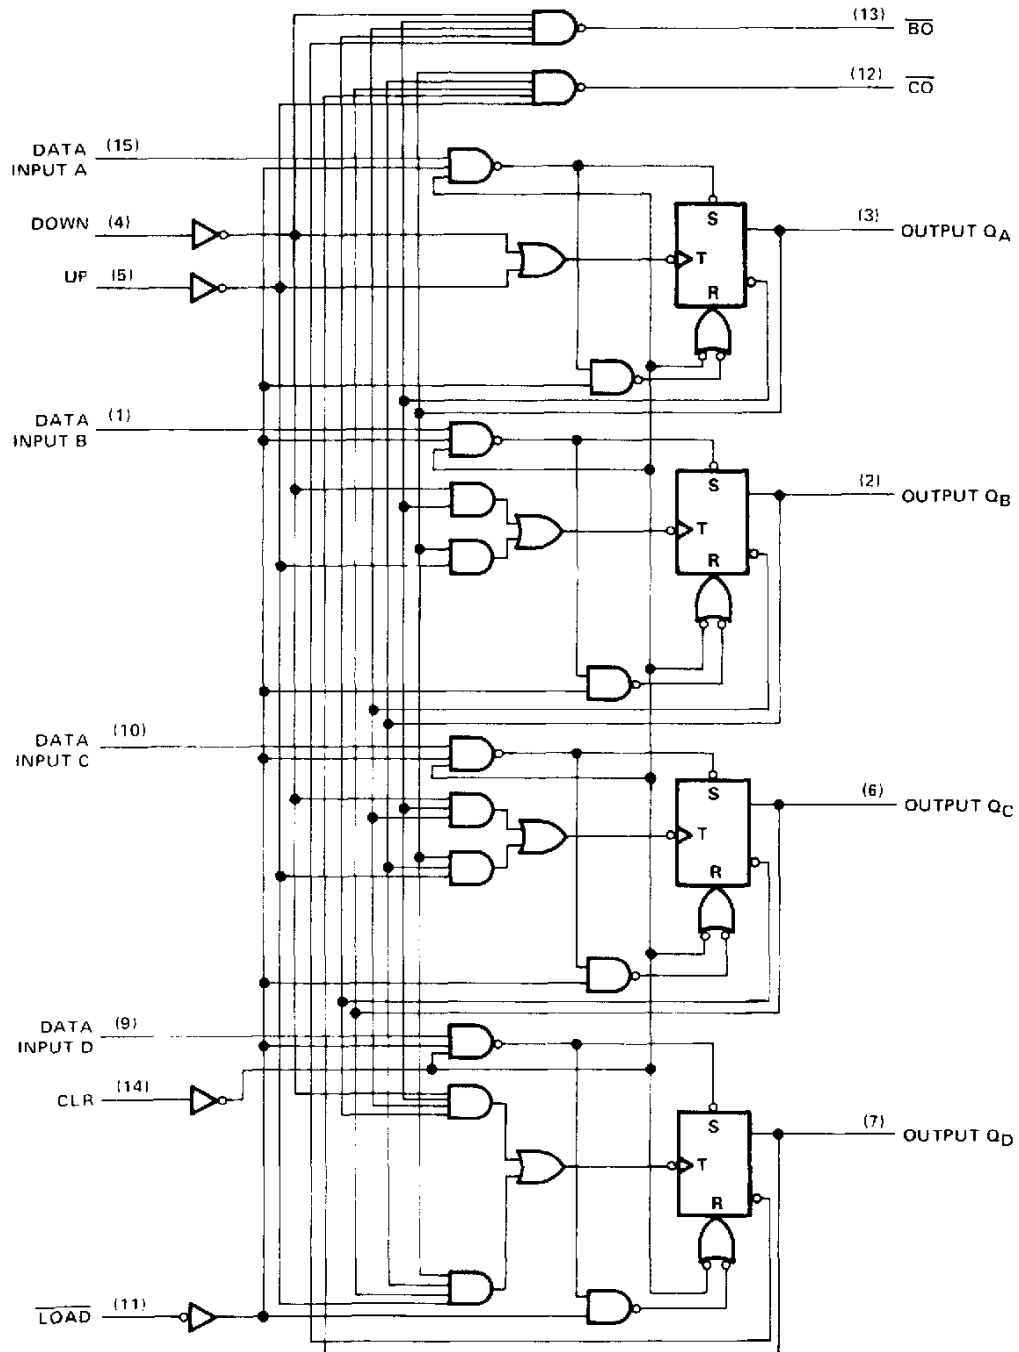 (13) BO
(12) CO
DATA INPUT A (15)
DOWN (4)
UP (5)
S
T
R
(3) OUTPUT QA
DATA INPUT B (1)
S
T
R
(2) OUTPUT QB
DATA INPUT C (10)
S
T
R
(6) OUTPUT QC
DATA INPUT D (9)
CLR (14)
S
T
R
(7) OUTPUT QD
LOAD (11)